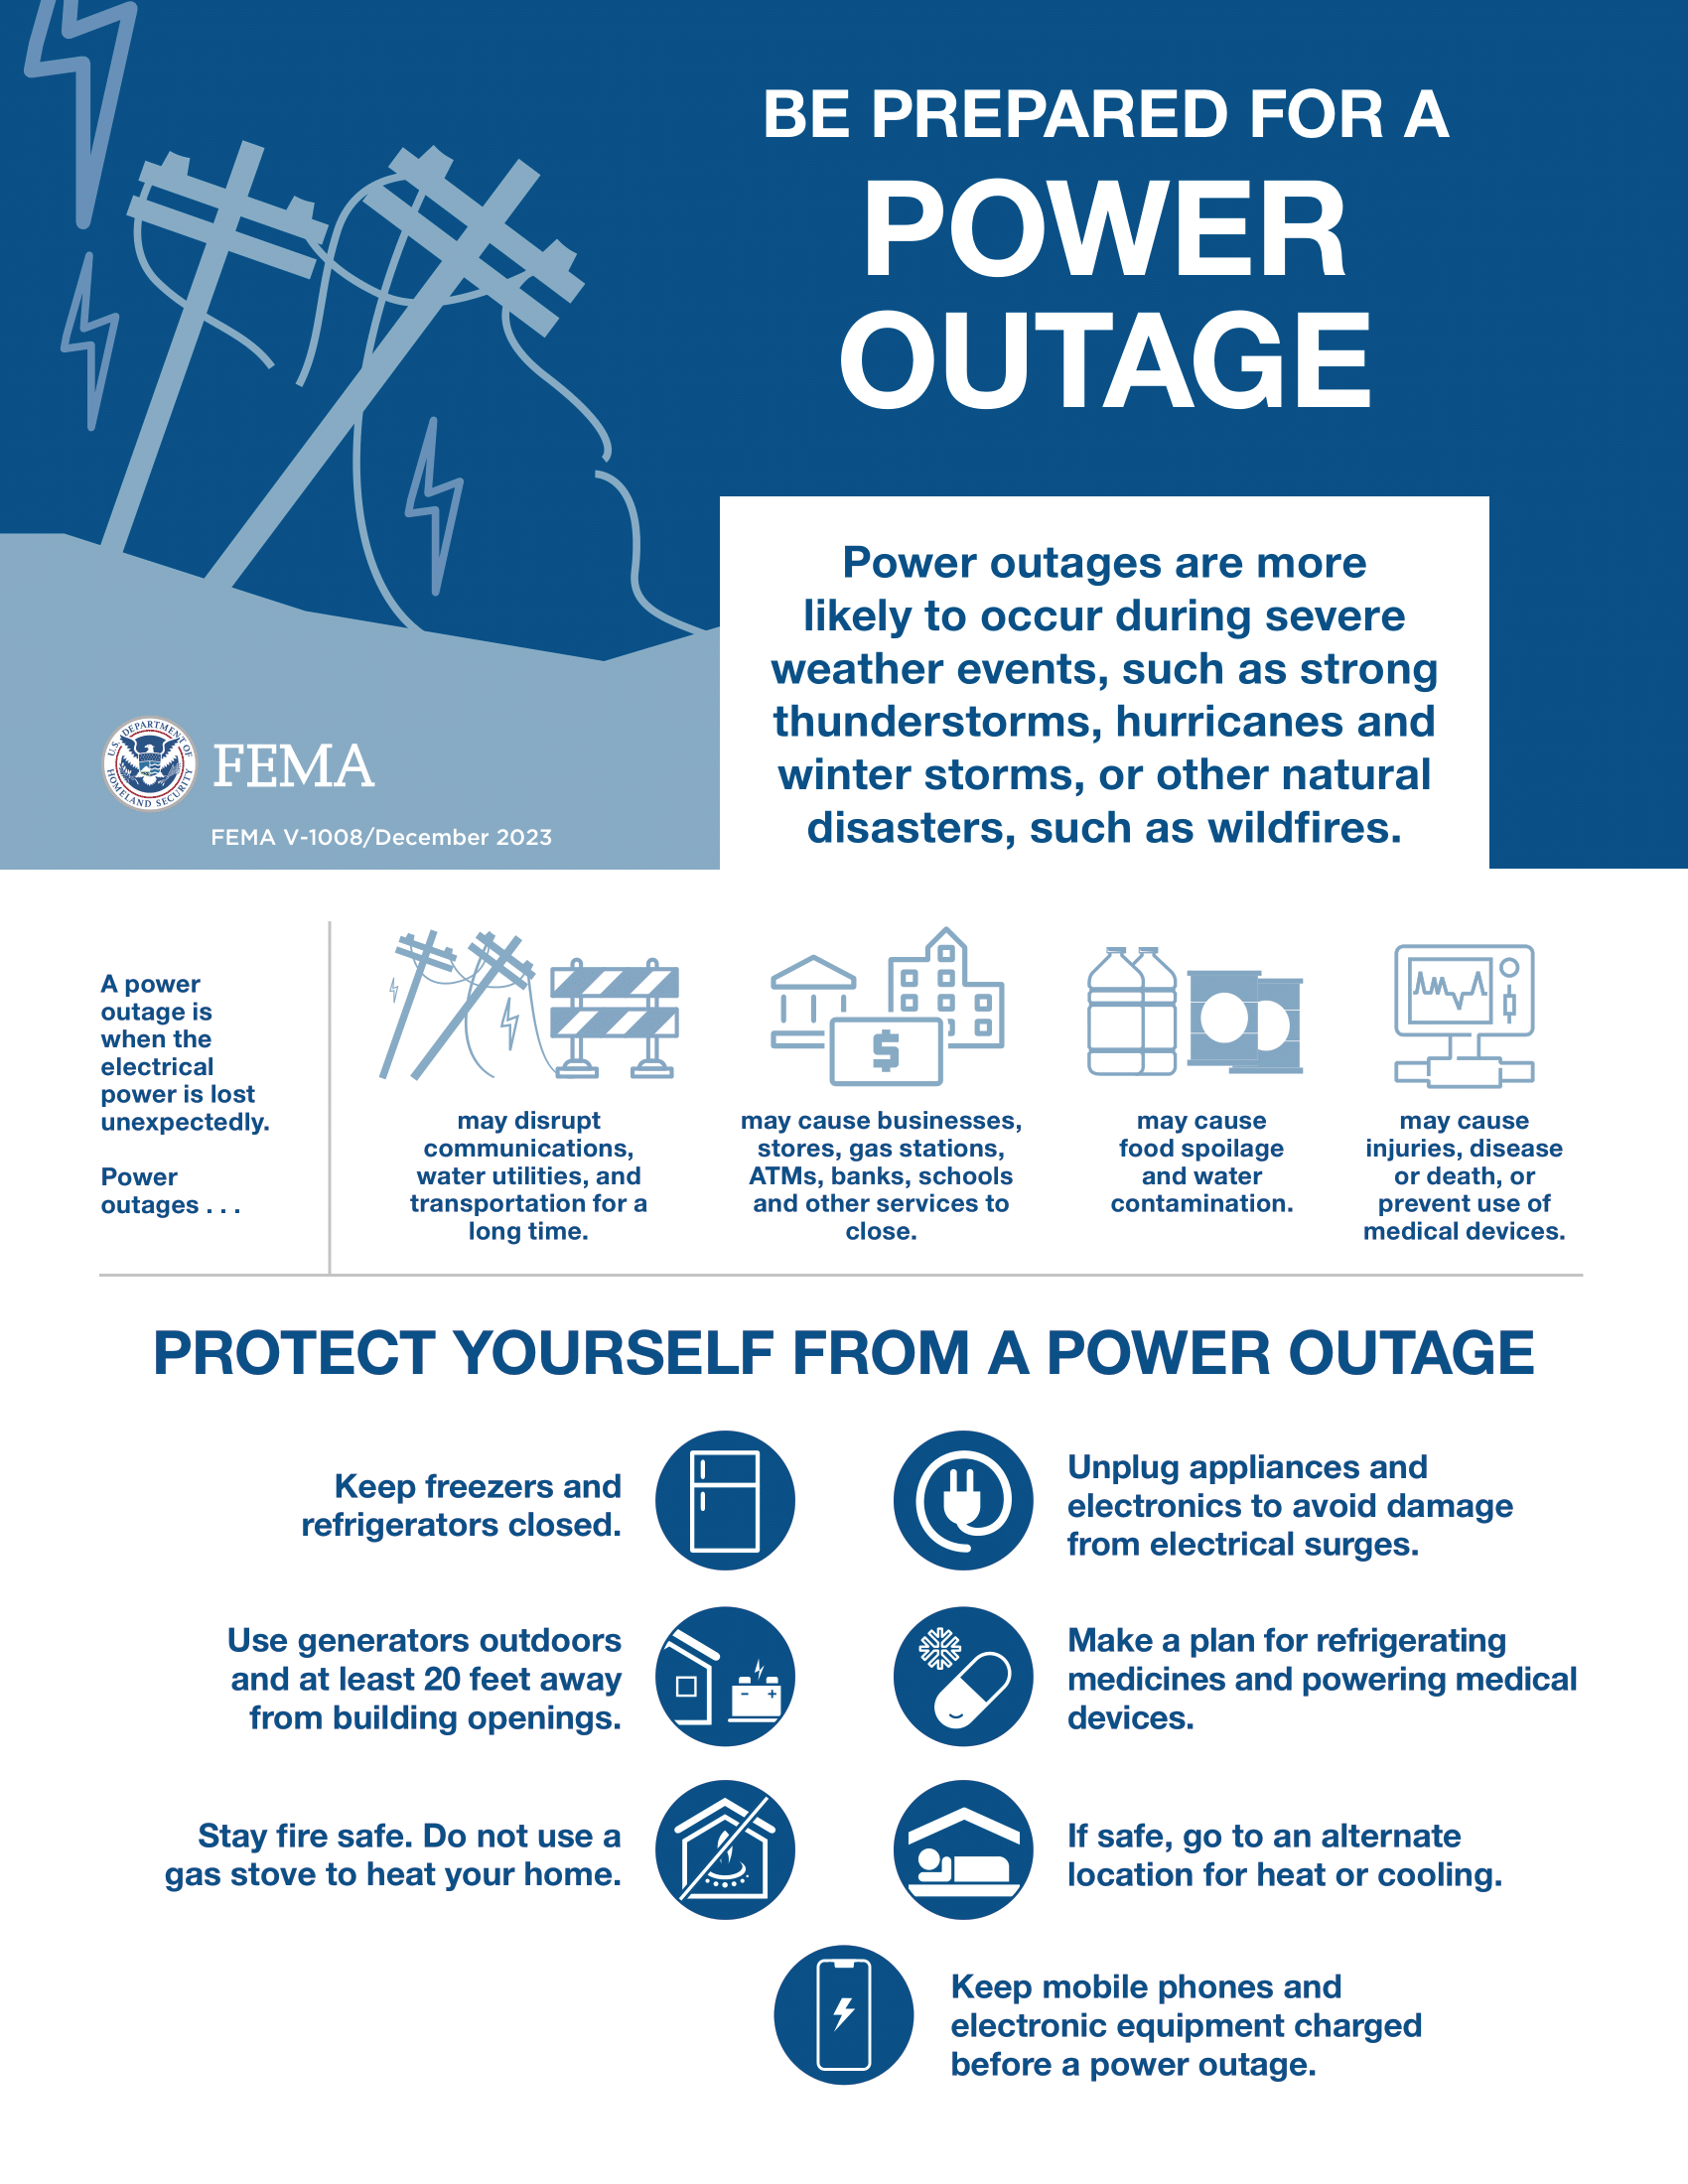 BE PREPARED FOR A
POWER
OUTAGE
Power outages are more
likely to occur during severe
weather events, such as strong
thunderstorms, hurricanes and
winter storms, or other natural
disasters, such as wildfires.
U.S. DEPARTMENT OF
HOMELAND SECURITY
FEMA
FEMA V-1008/December 2023
A power
outage is
when the
electrical
power is lost
unexpectedly.
Power
outages . . .
may disrupt
communications,
water utilities, and
transportation for a
long time.
$
may cause businesses,
stores, gas stations,
ATMs, banks, schools
and other services to
close.
may cause
food spoilage
and water
contamination.
may cause
injuries, disease
or death, or
prevent use of
medical devices.
PROTECT YOURSELF FROM A POWER OUTAGE
Keep freezers and
refrigerators closed.
Unplug appliances and
electronics to avoid damage
from electrical surges.
Use generators outdoors
and at least 20 feet away
from building openings.
Make a plan for refrigerating
medicines and powering medical
devices.
Stay fire safe. Do not use a
gas stove to heat your home.
If safe, go to an alternate
location for heat or cooling.
Keep mobile phones and
electronic equipment charged
before a power outage.